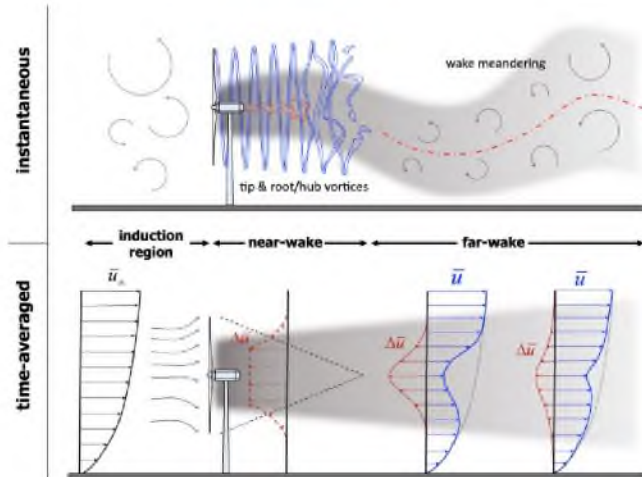 instantaneous
wake meandering
tip & root/hub vortices
induction region
near-wake
far-wake
time-averaged
ū∞
Δū
Δū
ū
Δū
ū